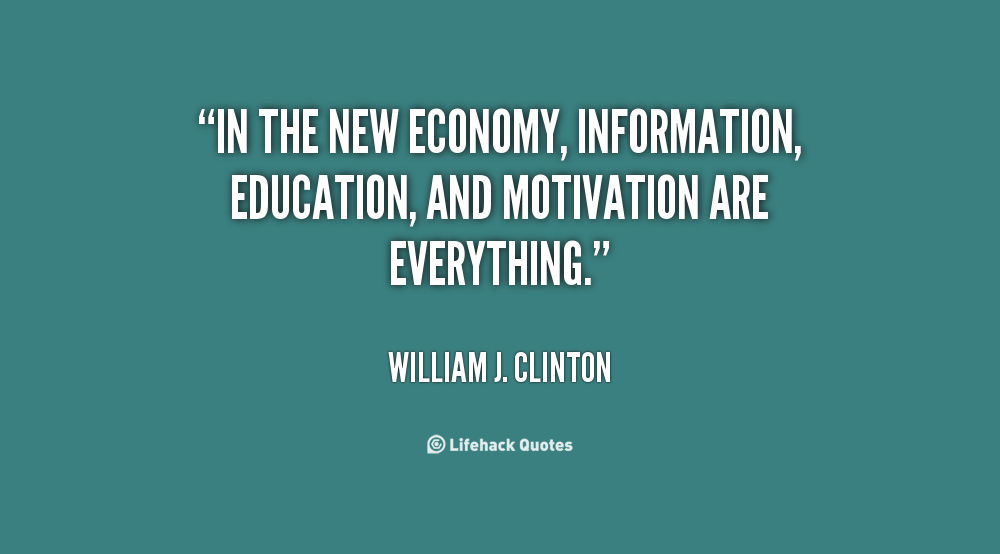 “IN THE NEW ECONOMY, INFORMATION,
EDUCATION, AND MOTIVATION ARE
EVERYTHING.”
WILLIAM J. CLINTON
Lifehack Quotes